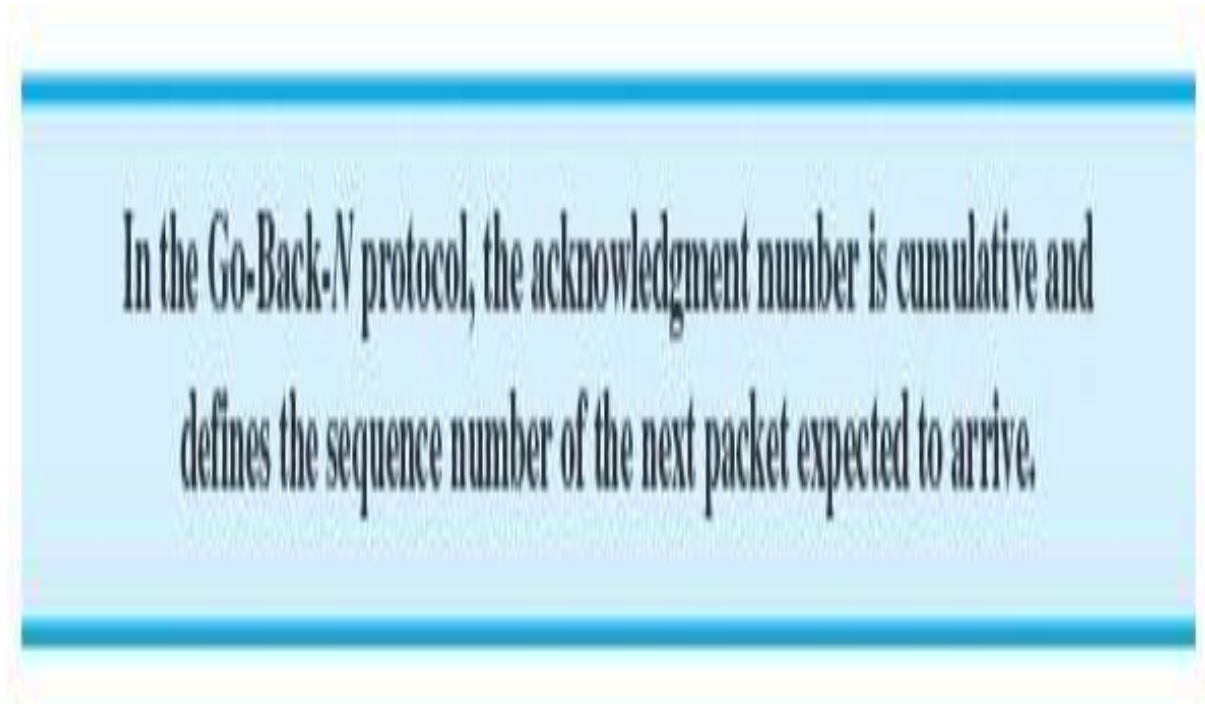 In the Go-Back-N protocol, the acknowledgment number is cumulative and
defines the sequence number of the next packet expected to arrive.